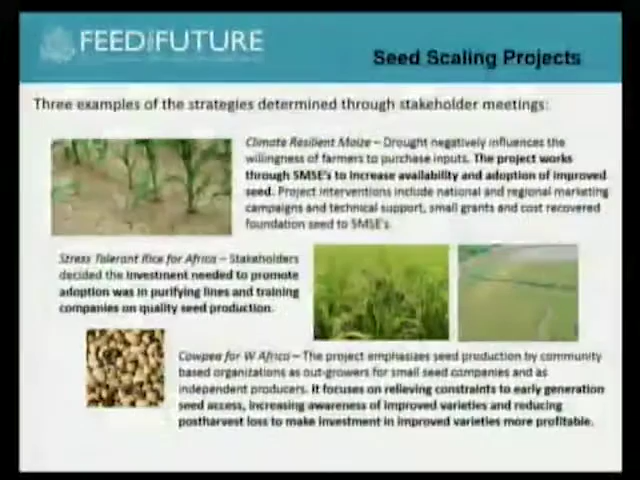 FEED THE FUTURE
Seed Scaling Projects
Three examples of the strategies determined through stakeholder meetings:
Climate Resilient Maize – Drought negatively influences the
willingness of farmers to purchase inputs. The project works
through SMSE's to increase availability and adoption of improved
seed. Project interventions include national and regional marketing
campaigns and technical support, small grants and cost recovered
foundation seed to SMSE's
Stress Tolerant Rice for Africa – Stakeholders
decided the investment needed to promote
adoption was in purifying lines and training
companies on quality seed production.
Cowpea for W Africa – The project emphasizes seed production by community
based organizations as out-growers for small seed companies and as
independent producers. It focuses on relieving constraints to early generation
seed access, increasing awareness of improved varieties and reducing
postharvest loss to make investment in improved varieties more profitable.